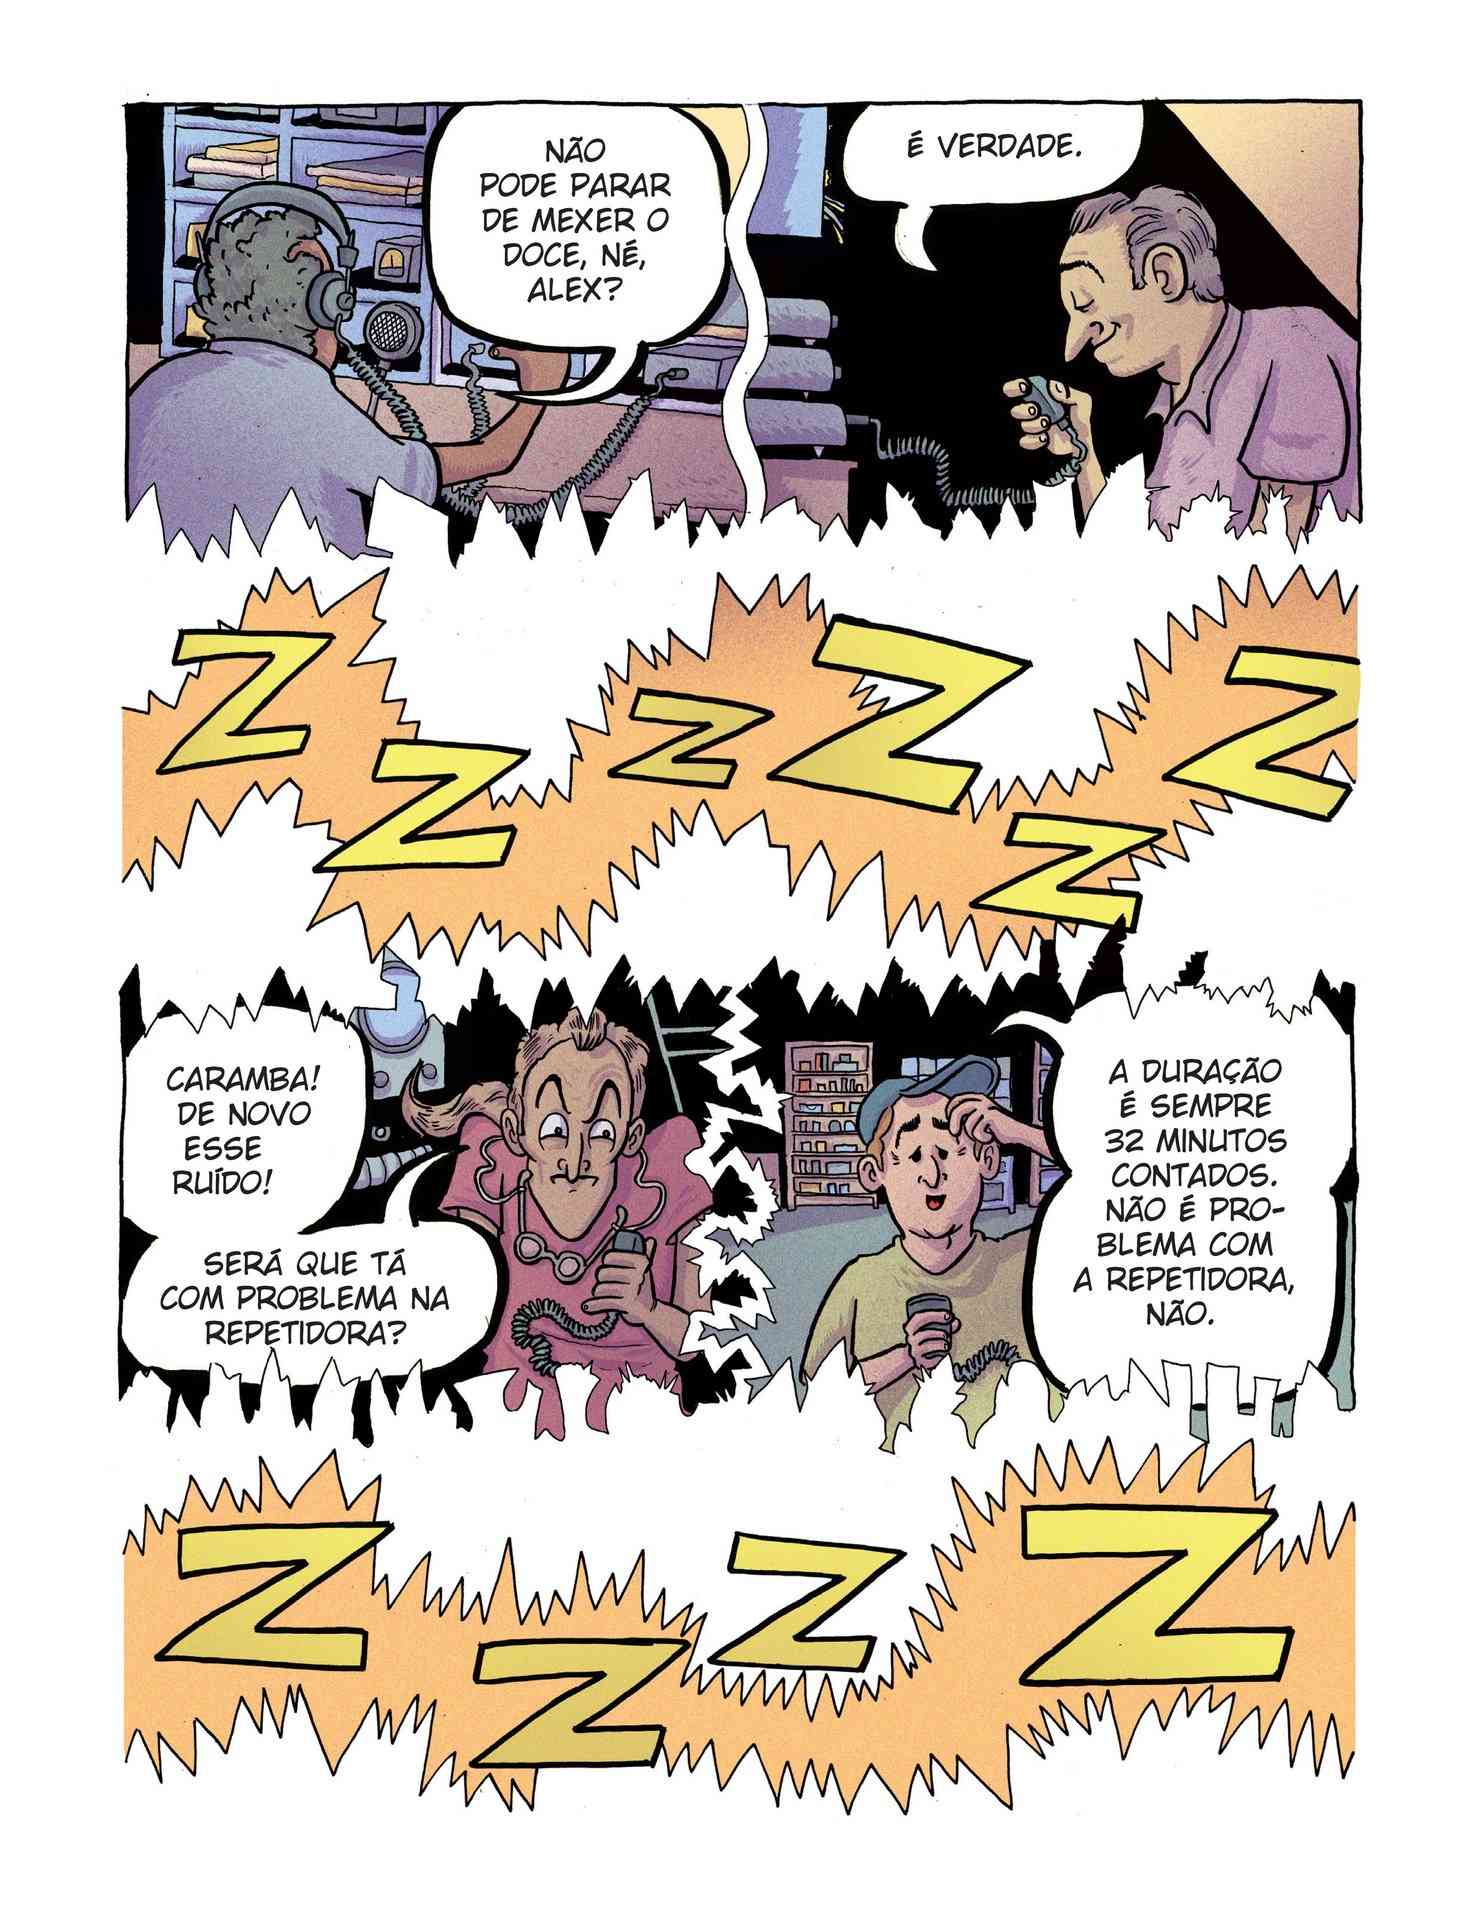 NÃO
PODE PARAR
DE MEXER O
DOCE, NÉ,
ALEX?
É VERDADE.
Z
Z
Z
Z
Z
Z
CARAMBA!
DE NOVO
ESSE
RUÍDO!
SERÁ QUE TÁ
COM PROBLEMA NA
REPETIDORA?
A DURAÇÃO
É SEMPRE
32 MINUTOS
CONTADOS.
NÃO É PRO-
BLEMA COM
A REPETIDORA,
NÃO.
Z
Z
Z
Z